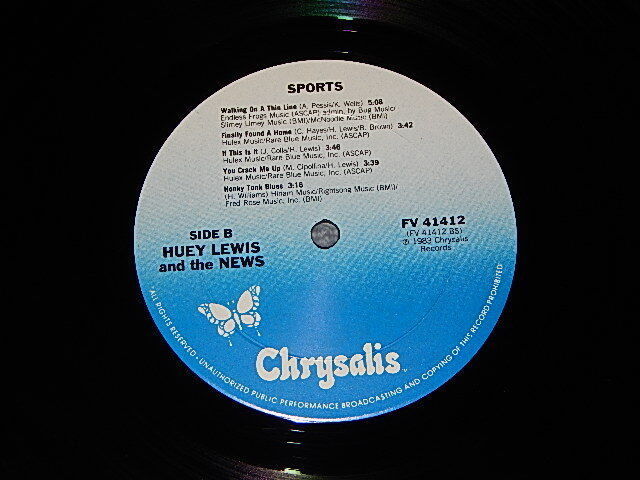 SPORTS
Walking On A Thin Line (A. Pessis/K. Wells) 5:08
Endless Frogs Music (ASCAP) admin. by Bug Music/
Slimey Limey Music (BMI)/McNoodle Music (BMI)
Finally Found A Home (C. Hayes/H. Lewis/B. Brown) 3:42
Hulex Music/Rare Blue Music, Inc. (ASCAP)
If This Is It (J. Colla/H. Lewis) 3:46
Hulex Music/Rare Blue Music, Inc. (ASCAP)
You Crack Me Up (M. Cipollina/H. Lewis) 3:39
Hulex Music/Rare Blue Music, Inc. (ASCAP)
Honky Tonk Blues 3:16
(H. Williams) Hiriam Music/Rightsong Music (BMI)/
Fred Rose Music, Inc. (BMI)
SIDE B
HUEY LEWIS
and the NEWS
FV 41412
(FV 41412 BS)
℗ 1983 Chrysalis
Records
Chrysalis
"ALL RIGHTS RESERVED · UNAUTHORIZED PUBLIC PERFORMANCE BROADCASTING AND COPYING OF THIS RECORD PROHIBITED"